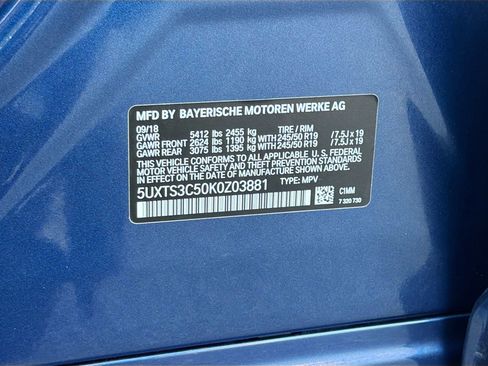 MFD BY BAYERISCHE MOTOREN WERKE AG
09/18 TIRE / RIM
GVWR 5412 lbs 2455 kg
GAWR FRONT 2624 lbs 1190 kg WITH 245/50 R19 /7.5J x 19
GAWR REAR 3075 lbs 1395 kg WITH 245/50 R19 /7.5J x 19
THIS VEHICLE CONFORMS TO ALL APPLICABLE U. S. FEDERAL
MOTOR VEHICLE SAFETY, BUMPER, AND THEFT PREVENTION STANDARDS
IN EFFECT ON THE DATE OF MANUFACTURE SHOWN ABOVE.
5UXTS3C50K0Z03881 TYPE: MPV
C1MM
7 320 730